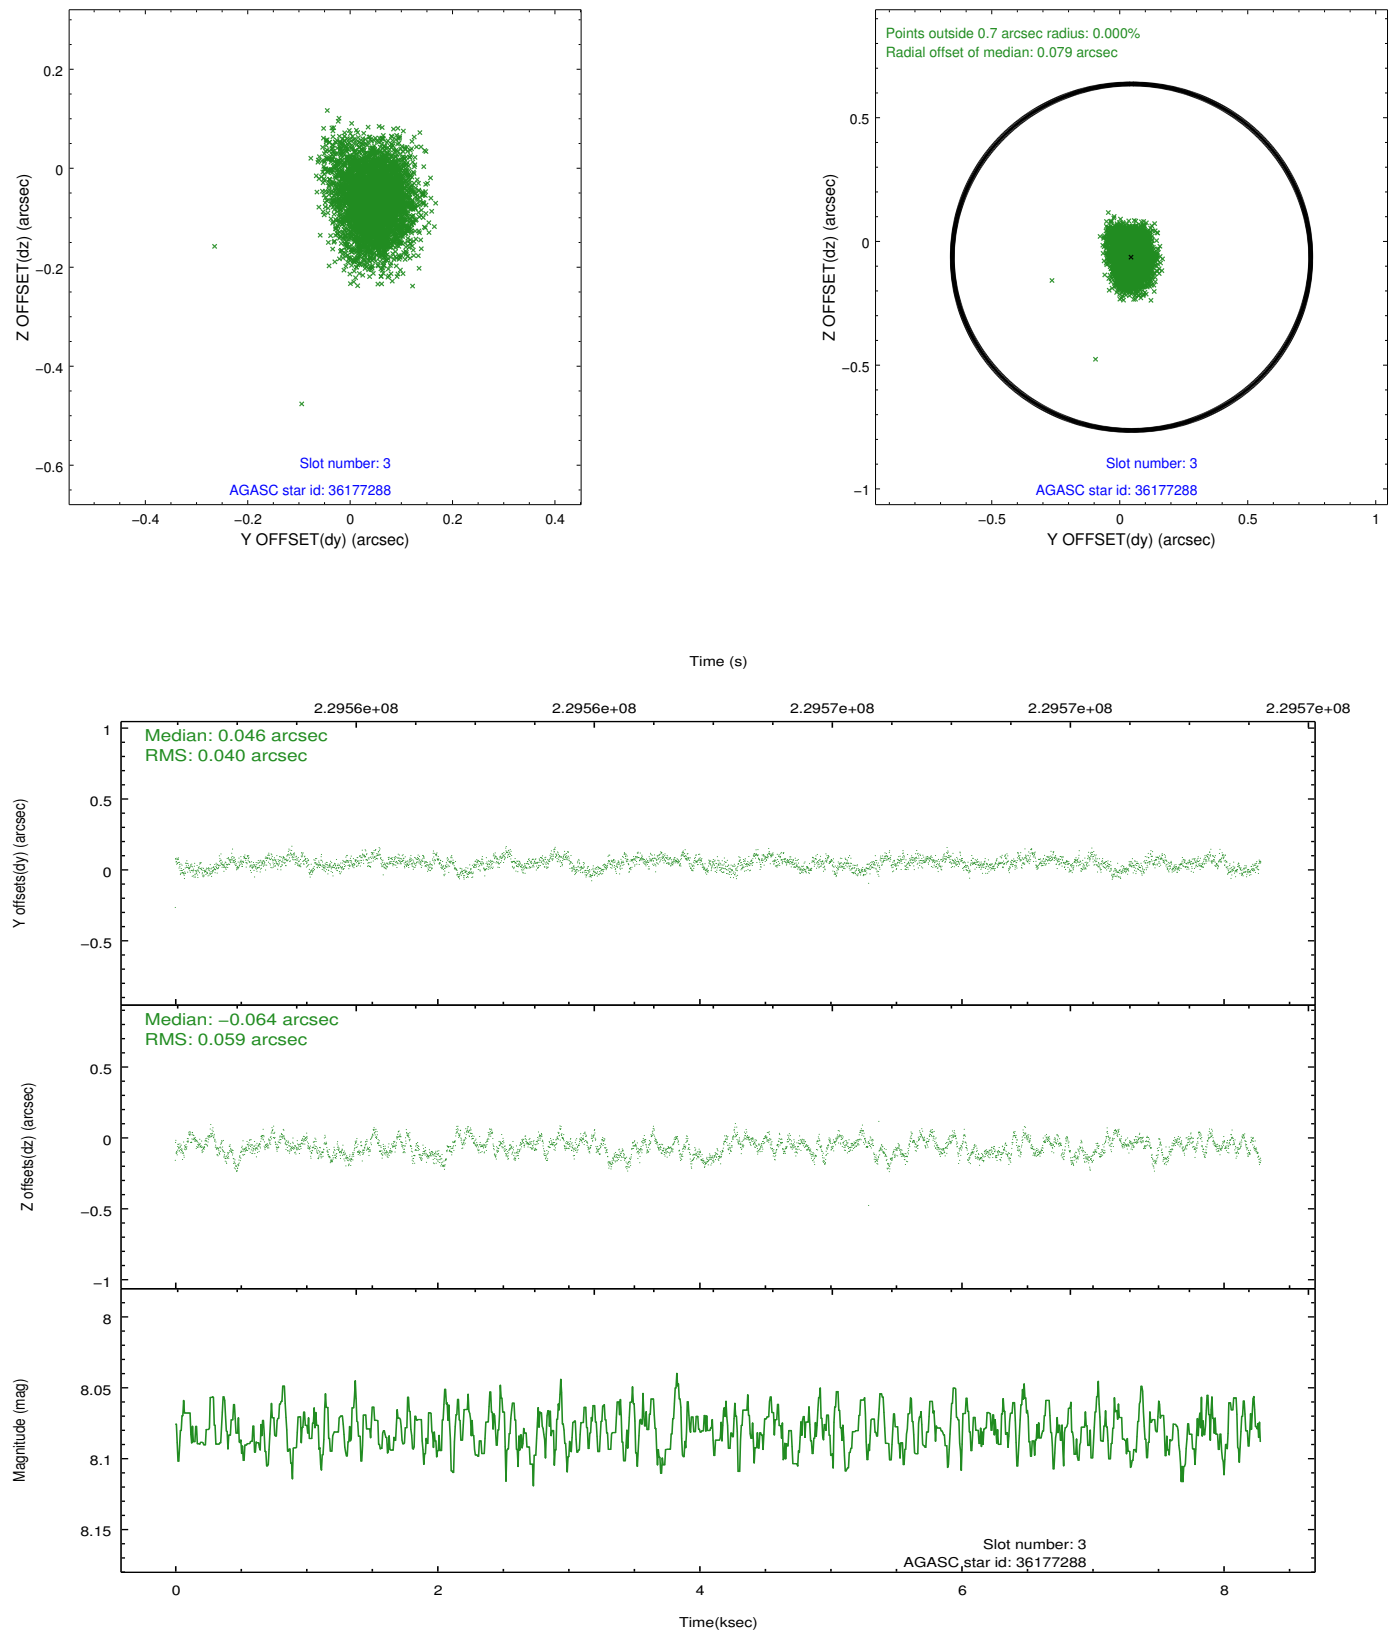 0.2
0
−0.2
−0.4
−0.6
Z OFFSET(dz) (arcsec)
Slot number: 3
AGASC star id: 36177288
−0.4
−0.2
0
0.2
0.4
Y OFFSET(dy) (arcsec)
Points outside 0.7 arcsec radius: 0.000%
Radial offset of median: 0.079 arcsec
0.5
0
−0.5
−1
Z OFFSET(dz) (arcsec)
Slot number: 3
AGASC star id: 36177288
−0.5
0
0.5
1
Y OFFSET(dy) (arcsec)
Time (s)
2.2956e+08
2.2956e+08
2.2957e+08
2.2957e+08
2.2957e+08
Median: 0.046 arcsec
RMS: 0.040 arcsec
1
0.5
0
−0.5
Y offsets(dy) (arcsec)
Median: −0.064 arcsec
RMS: 0.059 arcsec
0.5
0
−0.5
−1
Z offsets(dz) (arcsec)
8
8.05
8.1
8.15
Magnitude (mag)
Slot number: 3
AGASC star id: 36177288
0
2
4
6
8
Time(ksec)